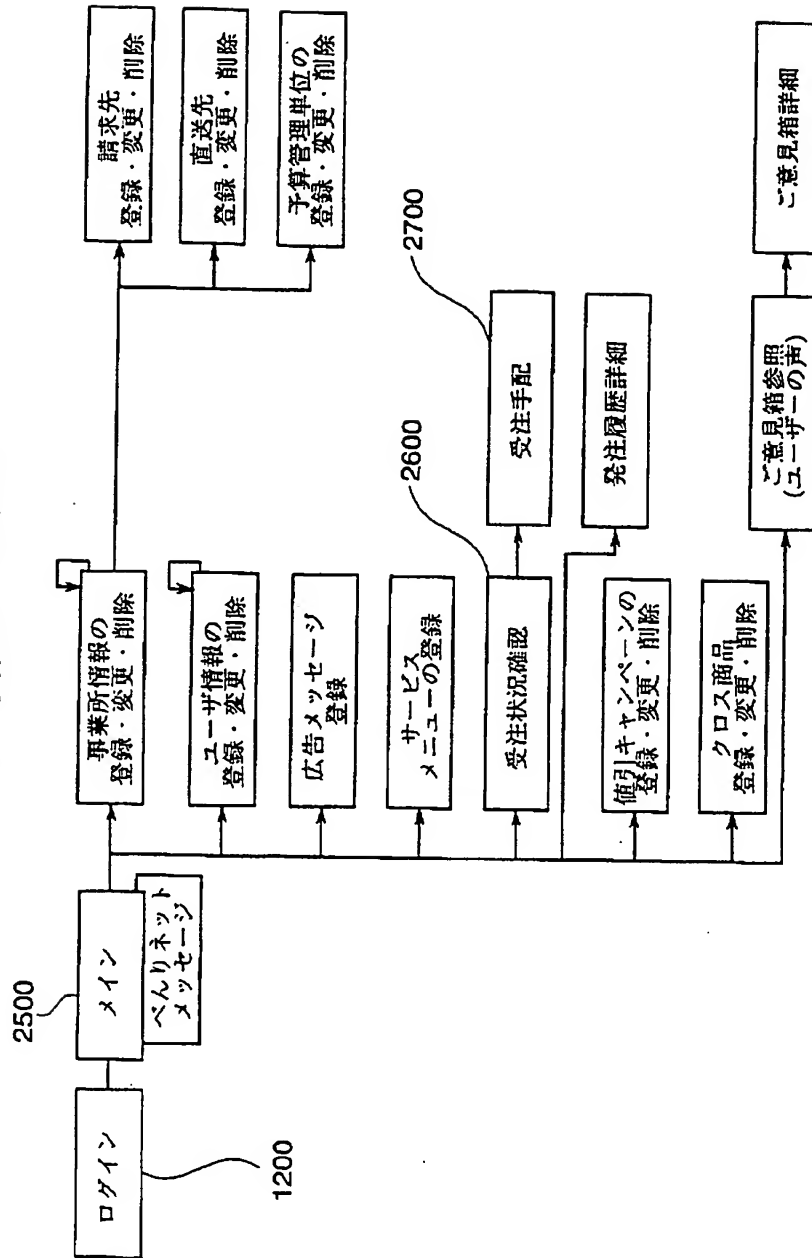 ログイン
1200
2500
メイン
べんりネット
メッセージ
事業所情報の
登録・変更・削除
請求先
登録・変更・削除
直送先
登録・変更・削除
予算管理単位の
登録・変更・削除
ユーザ情報の
登録・変更・削除
広告メッセージ
登録
サービス
メニューの登録
2600
受注状況確認
2700
受注手配
発注履歴詳細
値引キャンペーンの
登録・変更・削除
クロス商品
登録・変更・削除
ご意見箱参照
(ユーザーの声)
ご意見箱詳細